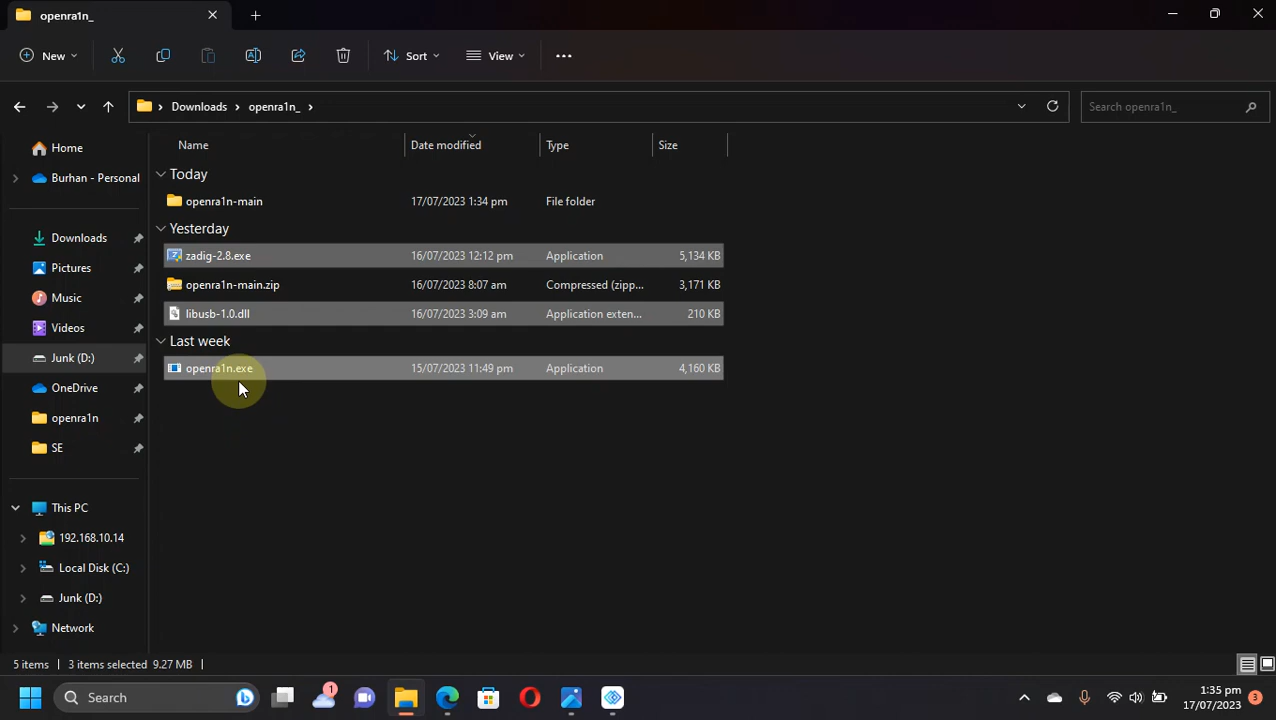 openra1n_
New Sort View
Downloads openra1n_ Search openra1n_
Home
Burhan - Personal
Downloads
Pictures
Music
Videos
Junk (D:)
OneDrive
openra1n
SE
This PC
192.168.10.14
Local Disk (C:)
Junk (D:)
Network
Name Date modified Type Size
Today
openra1n-main 17/07/2023 1:34 pm File folder
Yesterday
zadig-2.8.exe 16/07/2023 12:12 pm Application 5,134 KB
openra1n-main.zip 16/07/2023 8:07 am Compressed (zipp... 3,171 KB
libusb-1.0.dll 16/07/2023 3:09 am Application exten... 210 KB
Last week
openra1n.exe 15/07/2023 11:49 pm Application 4,160 KB
5 items 3 items selected 9.27 MB
Search 1 1:35 pm
17/07/2023 3